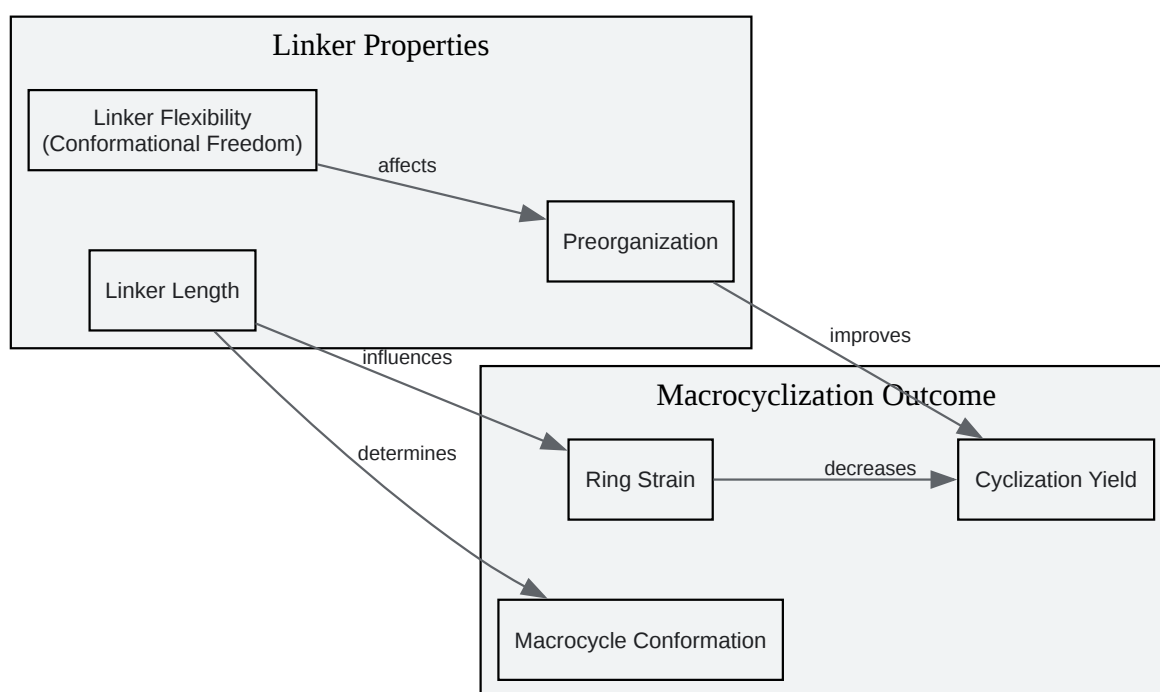 Linker Properties
Linker Flexibility
(Conformational Freedom)
affects
Preorganization
Linker Length
improves
influences
Macrocyclization Outcome
determines
Ring Strain
decreases
Cyclization Yield
Macrocycle Conformation